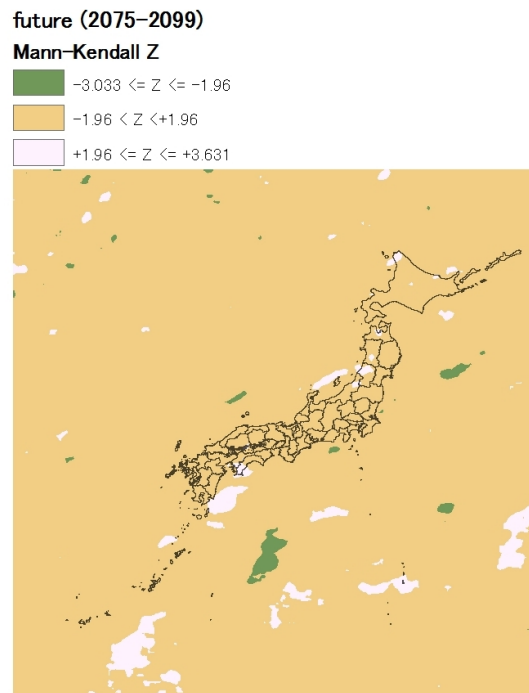 future (2075-2099)
Mann-Kendall Z
-3.033 <= Z <= -1.96
-1.96 < Z <+1.96
+1.96 <= Z <= +3.631